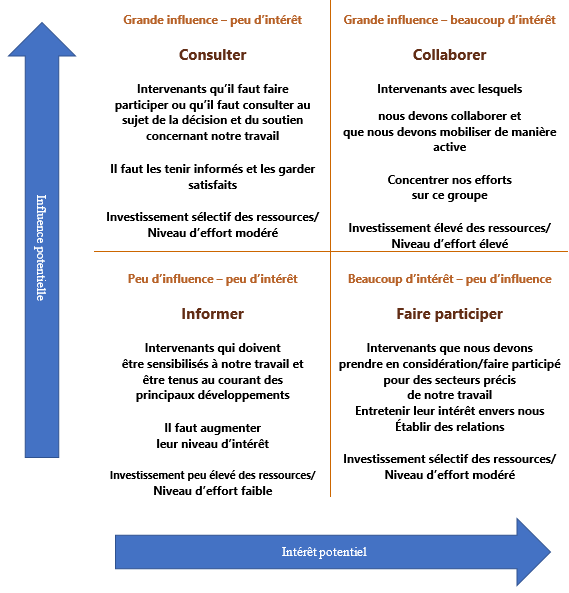 Grande influence – peu d’intérêt
Consulter
Intervenants qu’il faut faire
participer ou qu’il faut consulter au
sujet de la décision et du soutien
concernant notre travail
Il faut les tenir informés et les garder
satisfaits
Investissement sélectif des ressources/
Niveau d’effort modéré
Grande influence – beaucoup d’intérêt
Collaborer
Intervenants avec lesquels
nous devons collaborer et
que nous devons mobiliser de manière
active
Concentrer nos efforts
sur ce groupe
Investissement élevé des ressources/
Niveau d’effort élevé
Influence potentielle
Peu d’influence – peu d’intérêt
Informer
Intervenants qui doivent
être sensibilisés à notre travail et
être tenus au courant des
principaux développements
Il faut augmenter
leur niveau d’intérêt
Investissement peu élevé des ressources/
Niveau d’effort faible
Beaucoup d’intérêt – peu d’influence
Faire participer
Intervenants que nous devons
prendre en considération/faire participé
pour des secteurs précis
de notre travail
Entretenir leur intérêt envers nous
Établir des relations
Investissement sélectif des ressources/
Niveau d’effort modéré
Intérêt potentiel